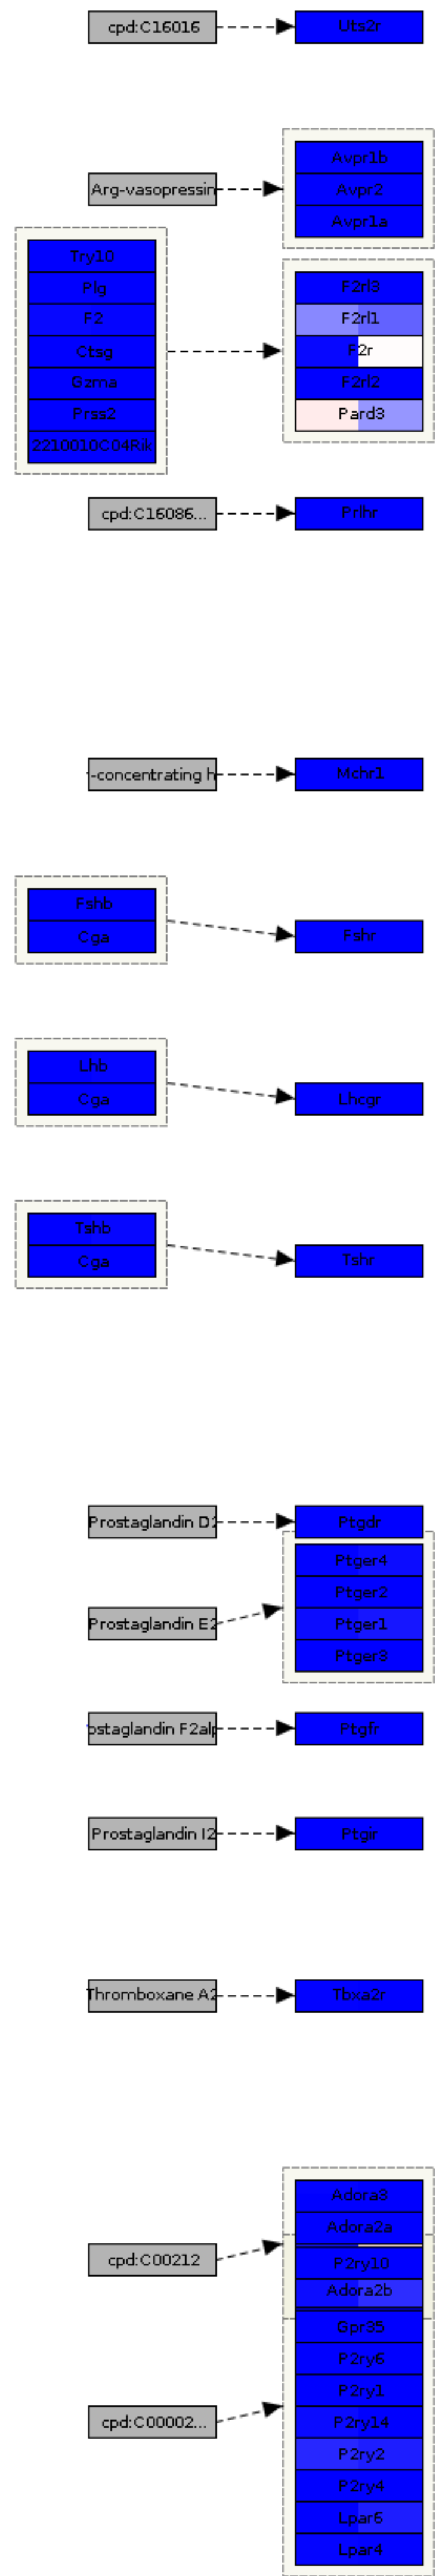 cpd:C16016
Uts2r
Avpr1b
Arg-vasopressin
Avpr2
Avpr1a
Try10
Plg
F2
Ctsg
Gzma
Prss2
2210010C04Rik
F2rl3
F2rl1
F2r
F2rl2
Pard3
cpd:C16086...
Prlhr
-concentrating h
Mchr1
Fshb
Cga
Fshr
Lhb
Cga
Lhcgr
Tshb
Cga
Tshr
Prostaglandin D2
Ptgdr
Ptger4
Ptger2
Prostaglandin E2
Ptger1
Ptger3
ostaglandin F2alp
Ptgfr
Prostaglandin I2
Ptgir
Thromboxane A2
Tbxa2r
Adora3
Adora2a
cpd:C00212
P2ry10
Adora2b
Gpr35
P2ry6
P2ry1
cpd:C00002...
P2ry14
P2ry2
P2ry4
Lpar6
Lpar4